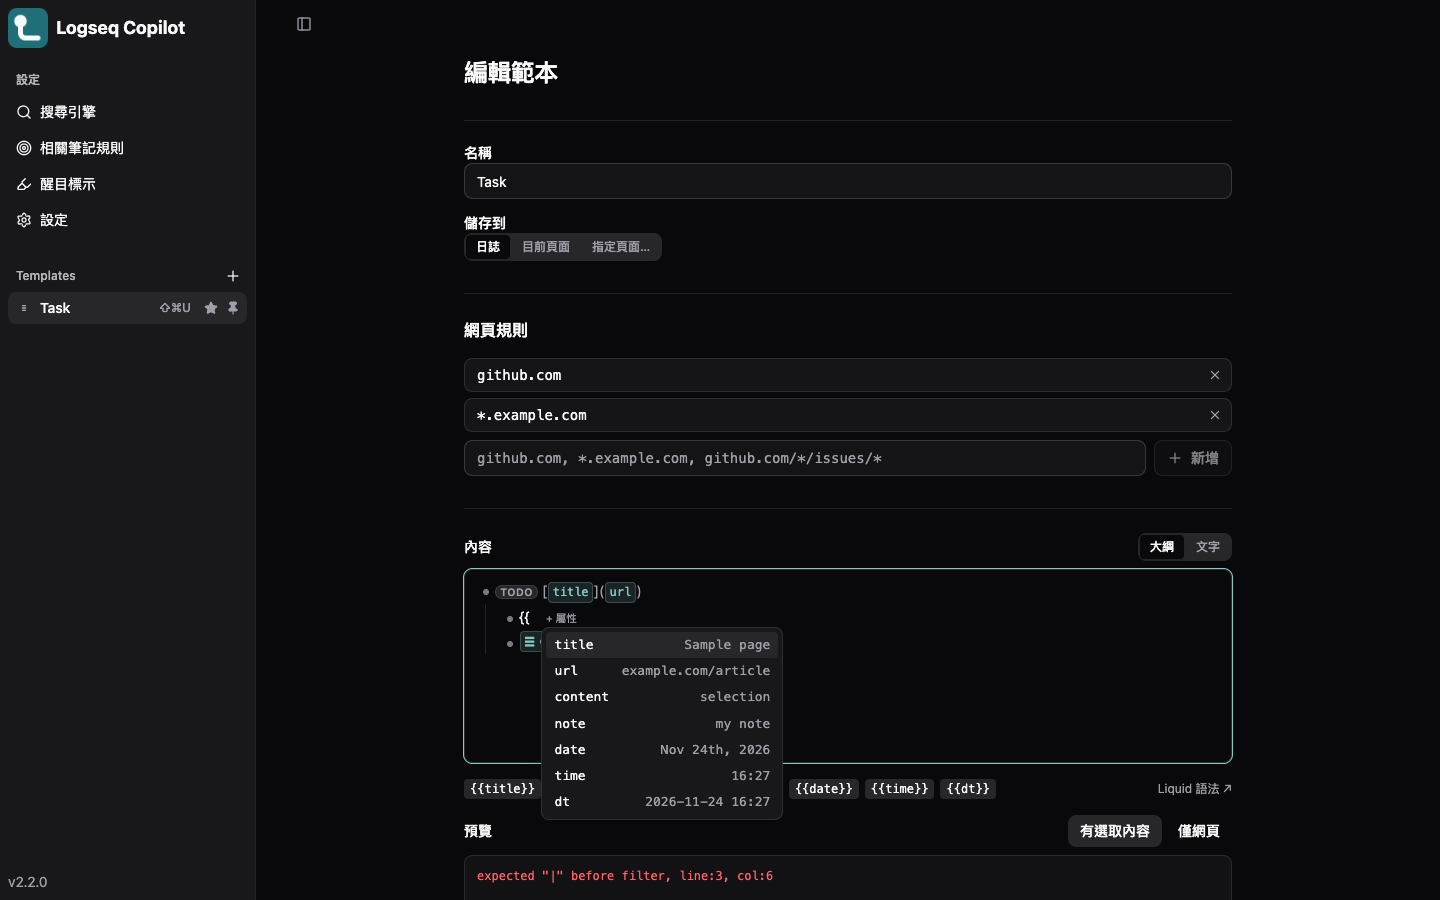 Logseq Copilot
設定
搜尋引擎
相關筆記規則
醒目標示
設定
Templates
Task ⇧⌘U
v2.2.0
編輯範本
名稱
Task
儲存到
日誌 目前頁面 指定頁面...
網頁規則
github.com
*.example.com
github.com, *.example.com, github.com/*/issues/*
+ 新增
內容
大綱 文字
TODO [title](url)
{{ + 屬性
title Sample page
url example.com/article
content selection
note my note
date Nov 24th, 2026
time 16:27
dt 2026-11-24 16:27
{{title}} {{date}} {{time}} {{dt}}
Liquid 語法 ↗
預覽
有選取內容 僅網頁
expected "|" before filter, line:3, col:6